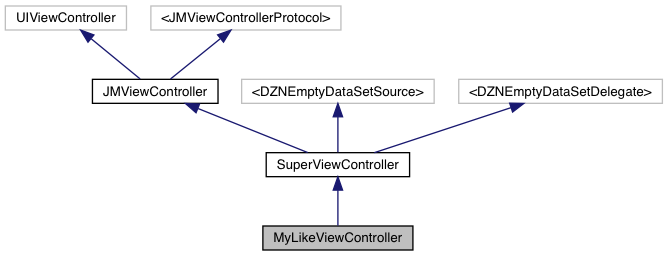 UIViewController
<JMViewControllerProtocol>
JMViewController
<DZNEmptyDataSetSource>
<DZNEmptyDataSetDelegate>
SuperViewController
MyLikeViewController